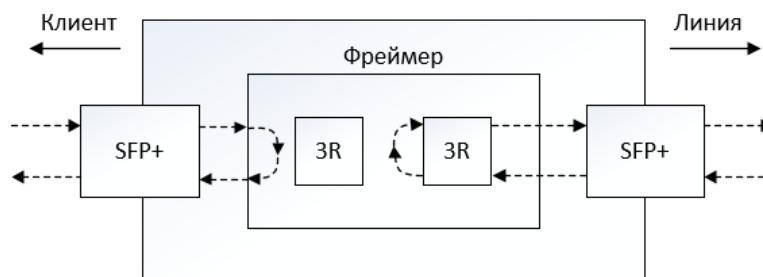 Клиент
Линия
Фреймер
SFP+
3R
3R
SFP+